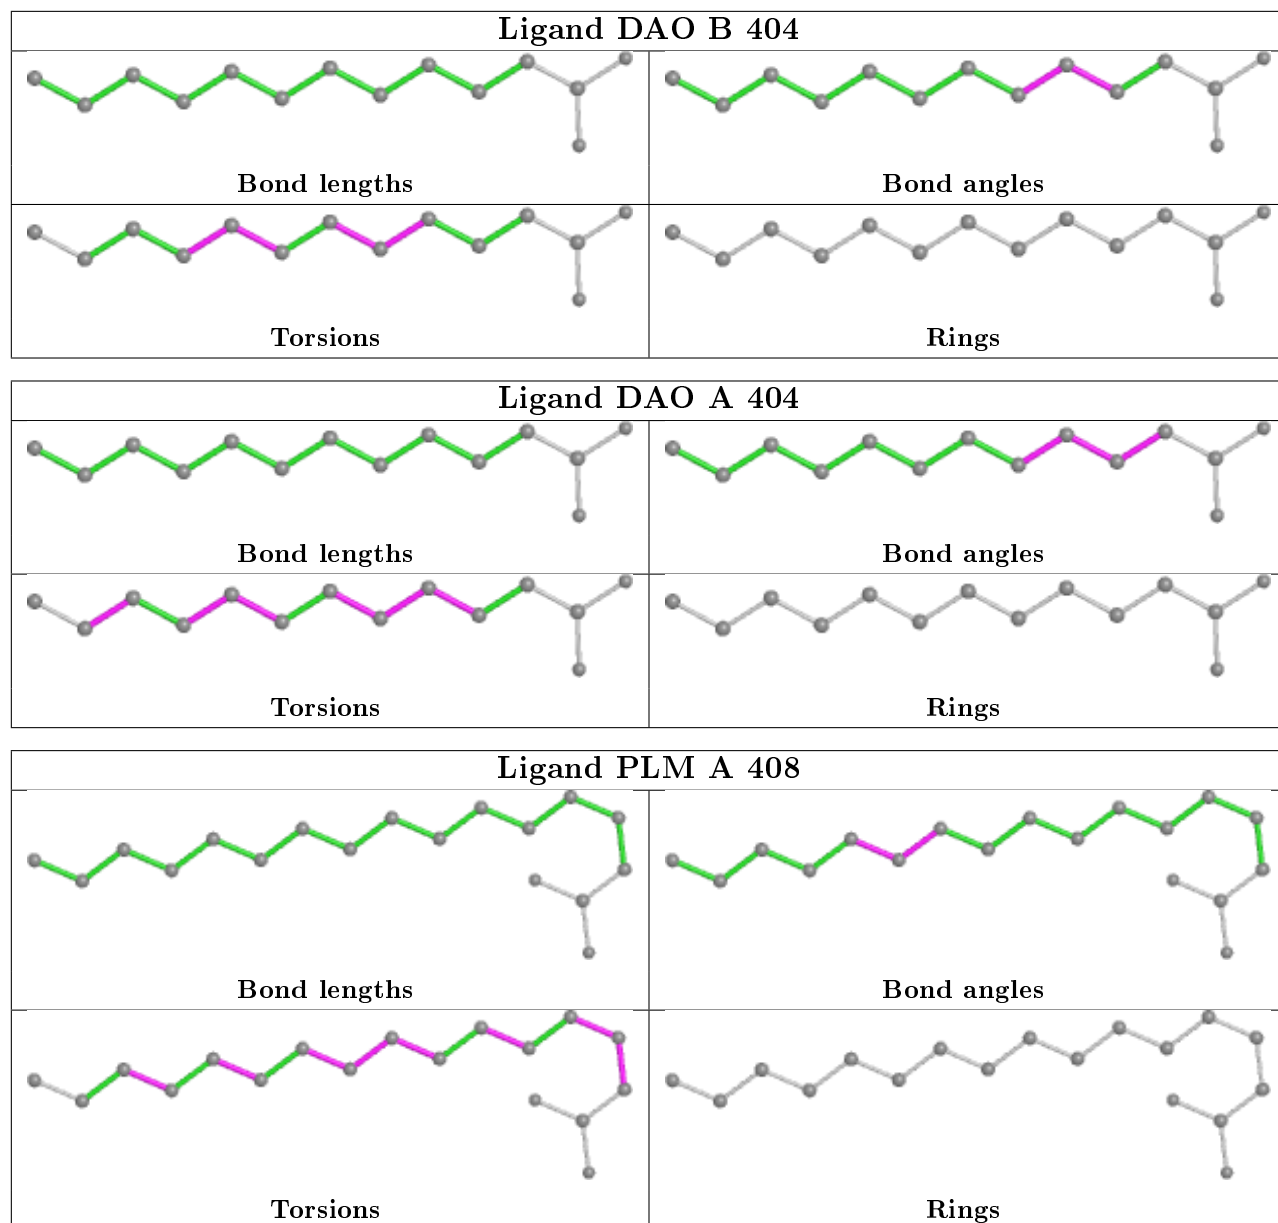 Ligand DAO B 404
Bond lengths
Bond angles
Torsions
Rings
Ligand DAO A 404
Bond lengths
Bond angles
Torsions
Rings
Ligand PLM A 408
Bond lengths
Bond angles
Torsions
Rings